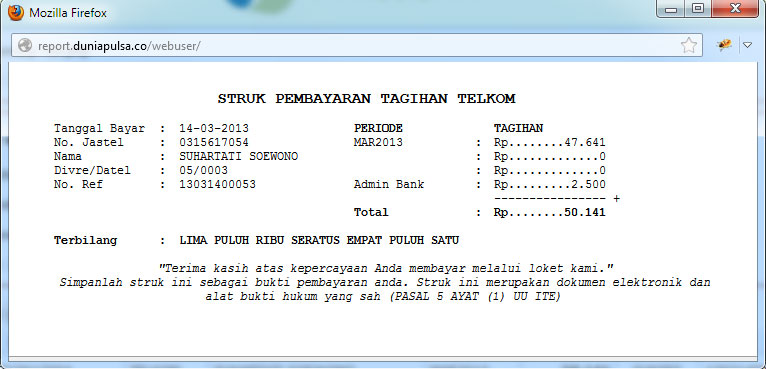 Mozilla Firefox
report.duniapulsa.co/webuser/
STRUK PEMBAYARAN TAGIHAN TELKOM
Tanggal Bayar : 14-03-2013 PERIODE TAGIHAN
No. Jastel : 0315617054 MAR2013 : Rp........47.641
Nama : SUHARTATI SOEWONO : Rp.............0
Divre/Datel : 05/0003 : Rp.............0
No. Ref : 13031400053 Admin Bank : Rp.........2.500
---------------- +
Total : Rp........50.141
Terbilang : LIMA PULUH RIBU SERATUS EMPAT PULUH SATU
"Terima kasih atas kepercayaan Anda membayar melalui loket kami."
Simpanlah struk ini sebagai bukti pembayaran anda. Struk ini merupakan dokumen elektronik dan
alat bukti hukum yang sah (PASAL 5 AYAT (1) UU ITE)